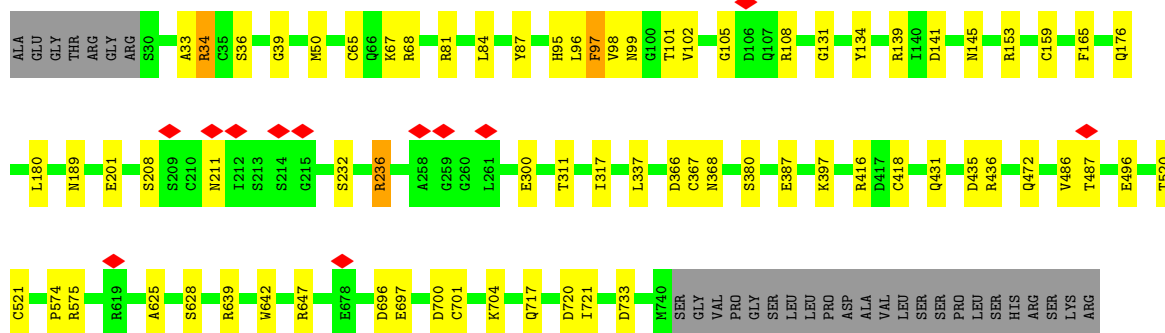 ALA GLU GLY THR ARG GLY ARG S30 A33 R34 C35 S36 G39 M50 C65 Q66 K67 R68 R81 L84 Y87 H95 L96 F97 V98 N99 G100 T101 V102 G105 D106 Q107 R108 G131 Y134 R139 I140 D141 N145 R153 C159 F165 Q176
L180 N189 E201 S208 S209 C210 N211 I212 S213 S214 G215 S232 R236 A258 G259 G260 L261 E300 T311 I317 L337 D366 C367 N368 S380 E387 K397 R416 D417 C418 Q431 D435 R436 Q472 V486 T487 E496 T520
C521 P574 R575 R619 A625 S628 R639 W642 R647 E678 D696 E697 D700 C701 K704 Q717 D720 I721 D733 M740 SER GLY VAL PRO GLY SER LEU LEU PRO ASP ALA VAL LEU SER SER PRO LEU SER HIS ARG SER LYS ARG